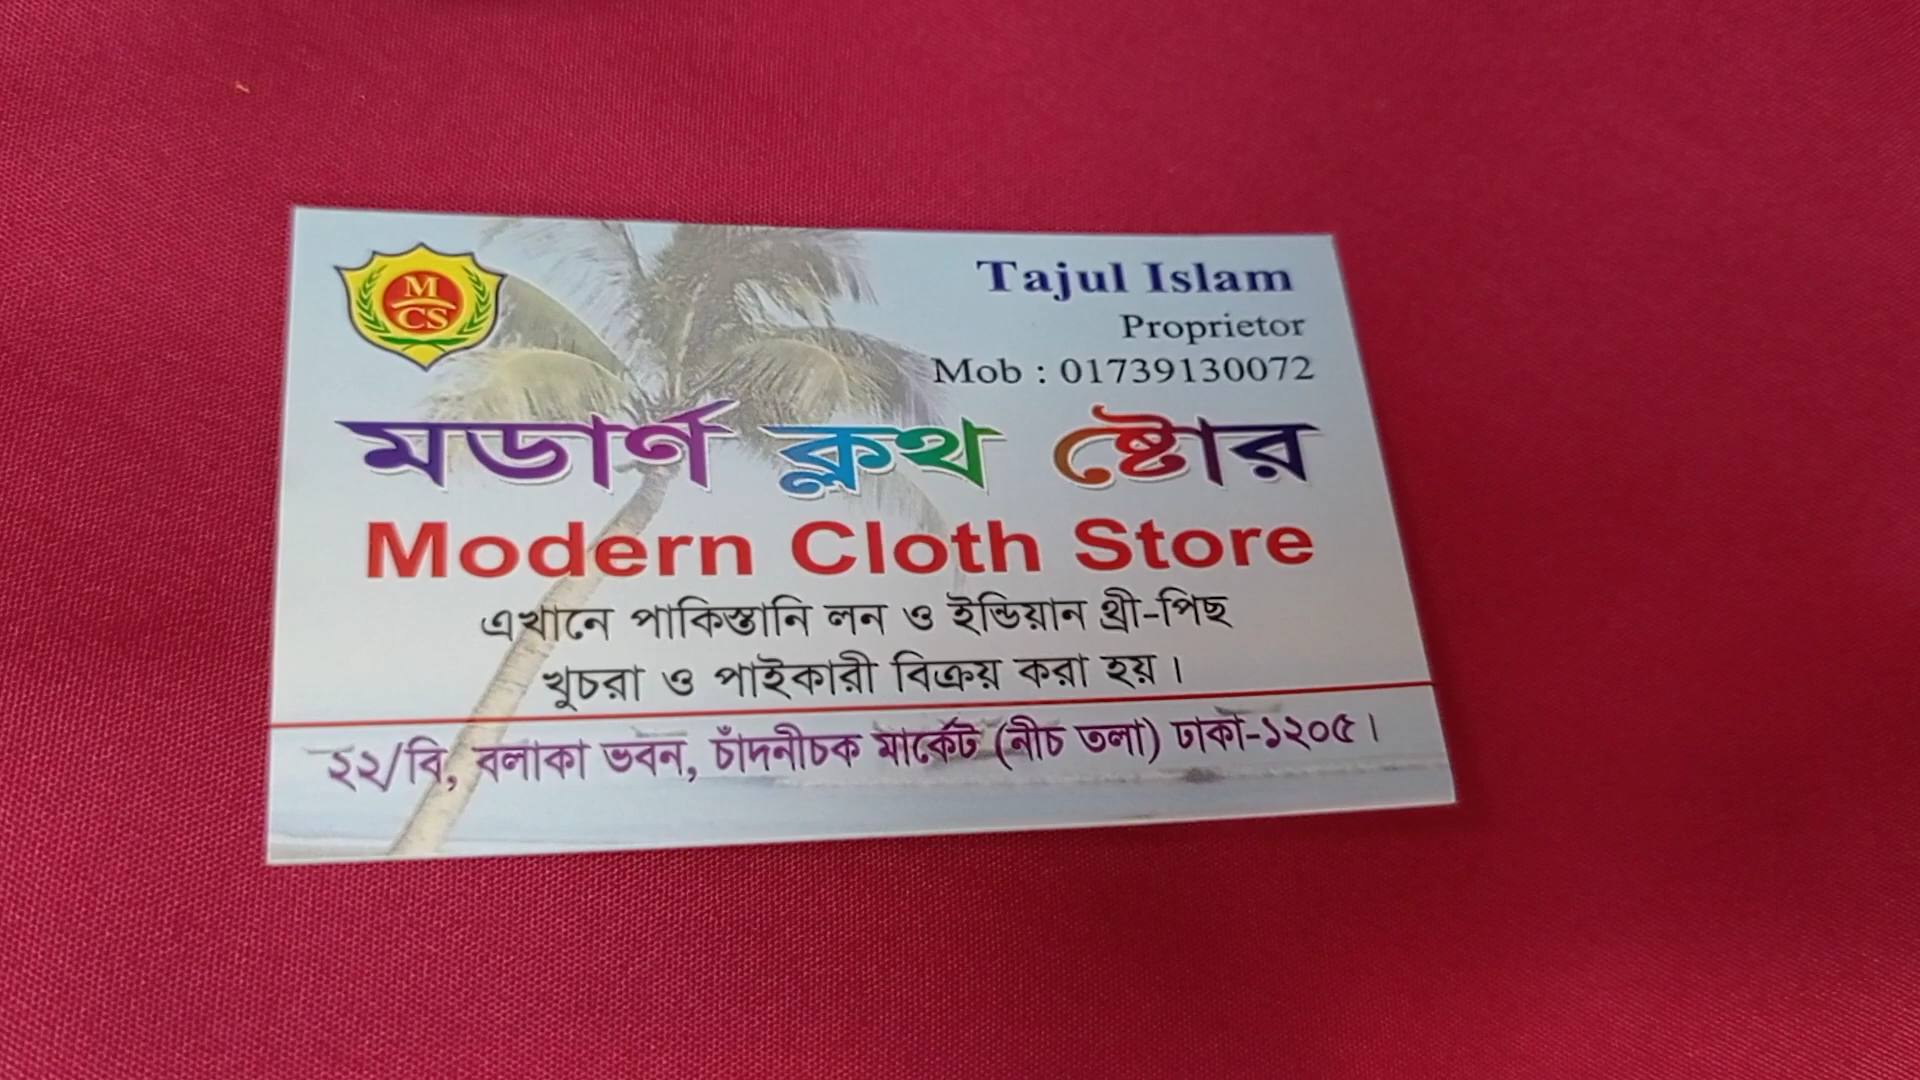 M
CS
Tajul Islam
Proprietor
Mob : 01739130072
মডার্ণ ক্লথ ষ্টোর
Modern Cloth Store
এখানে পাকিস্তানি লন ও ইন্ডিয়ান থ্রী-পিছ
খুচরা ও পাইকারী বিক্রয় করা হয়।
২২/বি, বলাকা ভবন, চাঁদনীচক মার্কেট (নীচ তলা) ঢাকা-১২০৫।